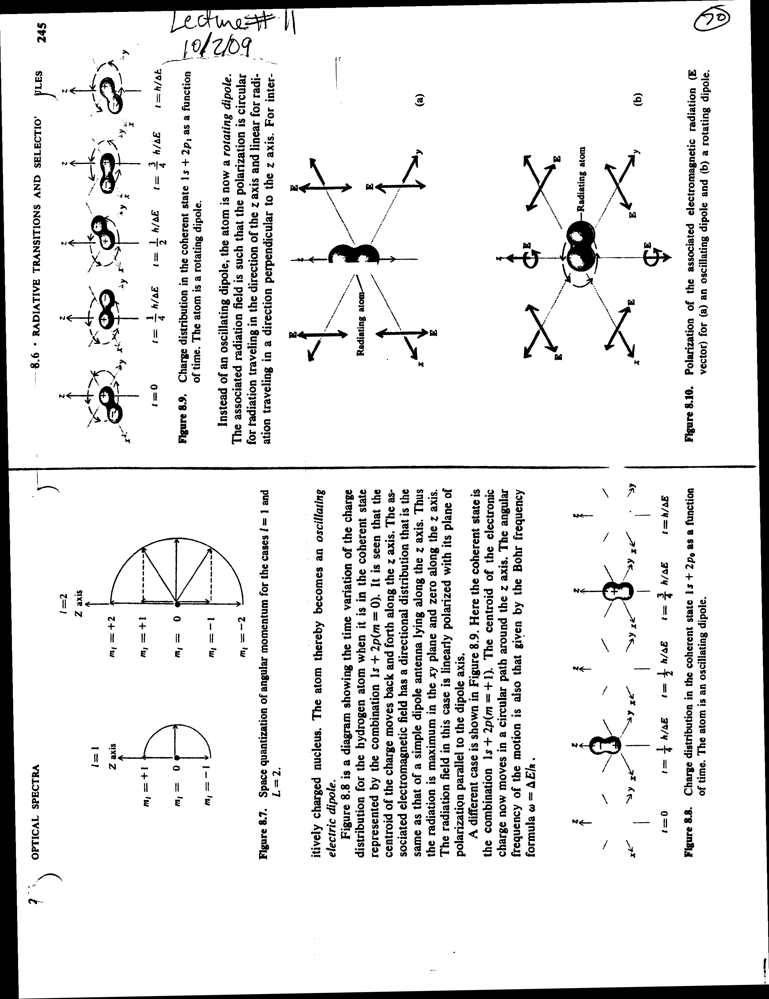 OPTICAL SPECTRA
l=1
Z axis
m_l = +1
m_l = 0
m_l = −1
l=2
Z axis
m_l = +2
m_l = +1
m_l = 0
m_l = −1
m_l = −2
Figure 8.7. Space quantization of angular momentum for the cases l = 1 and
L = 2.
itively charged nucleus. The atom thereby becomes an oscillating
electric dipole.
Figure 8.8 is a diagram showing the time variation of the charge
distribution for the hydrogen atom when it is in the coherent state
represented by the combination 1s + 2p(m = 0). It is seen that the
centroid of the charge moves back and forth along the z axis. The as-
sociated electromagnetic field has a directional distribution that is the
same as that of a simple dipole antenna lying along the z axis. Thus
the radiation is maximum in the xy plane and zero along the z axis.
The radiation field in this case is linearly polarized with its plane of
polarization parallel to the dipole axis.
A different case is shown in Figure 8.9. Here the coherent state is
the combination 1s + 2p(m = +1). The centroid of the electronic
charge now moves in a circular path around the z axis. The angular
frequency of the motion is also that given by the Bohr frequency
formula ω = ΔE/ħ.
z z z z z
x y x y x y x y x y
t=0 t= 1/4 h/ΔE t= 1/2 h/ΔE t= 3/4 h/ΔE t=h/ΔE
Figure 8.8. Charge distribution in the coherent state 1s + 2p₀ as a function
of time. The atom is an oscillating dipole.
8.6 · RADIATIVE TRANSITIONS AND 245
Lecture # 11
10/2/09
z z z z z
x y x y x y x y x y
t=0 t= 1/4 h/ΔE t= 1/2 h/ΔE t= 3/4 h/ΔE t=h/ΔE
Figure 8.9. Charge distribution in the coherent state 1s + 2p₁ as a function
of time. The atom is a rotating dipole.
Instead of an oscillating dipole, the atom is now a rotating dipole.
The associated radiation field is such that the polarization is circular
for radiation traveling in the direction of the z axis and linear for radi-
ation traveling in a direction perpendicular to the z axis. For inter-
z
E E
Radiating atom
E E
x y
(a)
z
E
E E
Radiating atom
E E
E
x y
(b)
Figure 8.10. Polarization of the associated electromagnetic radiation (E
vector) for (a) an oscillating dipole and (b) a rotating dipole.